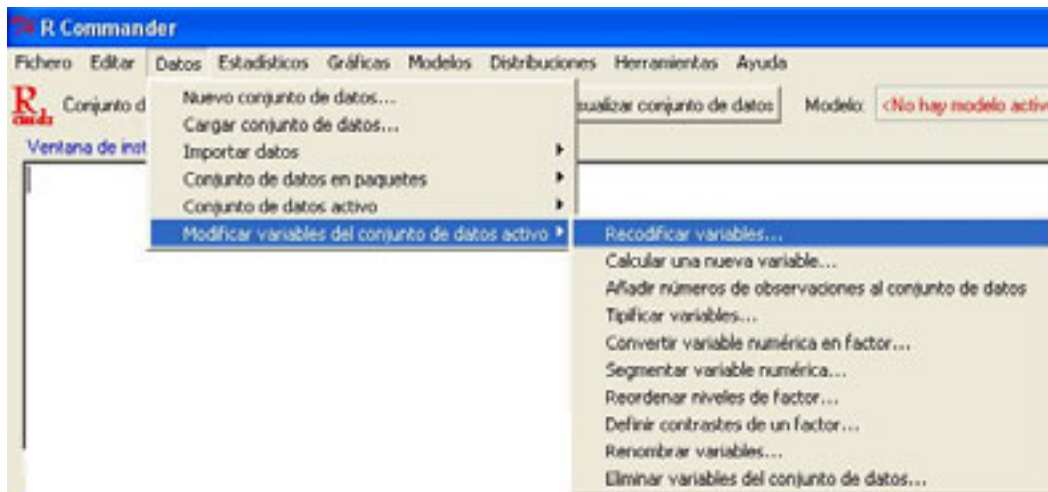 R Commander
Fichero Editar Datos Estadísticos Gráficas Modelos Distribuciones Herramientas Ayuda
R Conjunto d
Nuevo conjunto de datos...
sualizar conjunto de datos Modelo: <No hay modelo activ
Cargar conjunto de datos...
Ventana de inst
Importar datos
Conjunto de datos en paquetes
Conjunto de datos activo
Modificar variables del conjunto de datos activo
Recodificar variables...
Calcular una nueva variable...
Añadir números de observaciones al conjunto de datos
Tipificar variables...
Convertir variable numérica en factor...
Segmentar variable numérica...
Reordenar niveles de factor...
Definir contrastes de un factor...
Renombrar variables...
Eliminar variables del conjunto de datos...